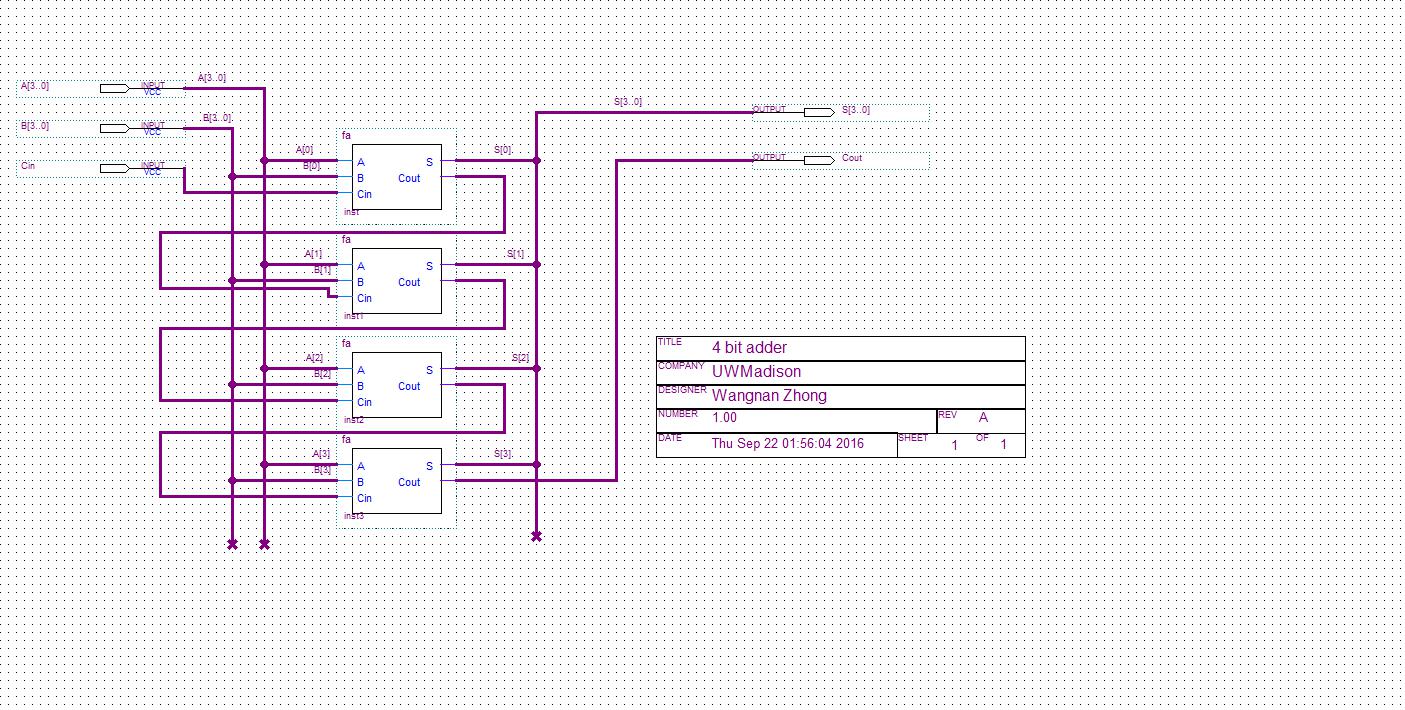 A[3..0] INPUT VCC A[3..0]
B[3..0] INPUT VCC B[3..0]
Cin INPUT VCC
S[3..0] OUTPUT S[3..0]
OUTPUT Cout
fa
A[0] A S S[0]
B[0] B Cout
Cin
inst
fa
A[1] A S S[1]
B[1] B Cout
Cin
inst1
fa
A[2] A S S[2]
B[2] B Cout
Cin
inst2
fa
A[3] A S S[3]
B[3] B Cout
Cin
inst3
TITLE 4 bit adder
COMPANY UWMadison
DESIGNER Wangnan Zhong
NUMBER 1.00 REV A
DATE Thu Sep 22 01:56:04 2016 SHEET 1 OF 1